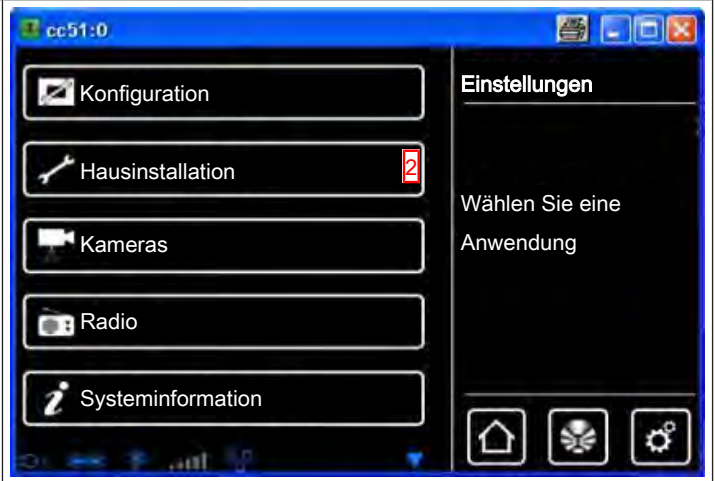 cc51:0
Konfiguration
Hausinstallation 2
Kameras
Radio
Systeminformation
Einstellungen
Wählen Sie eine
Anwendung